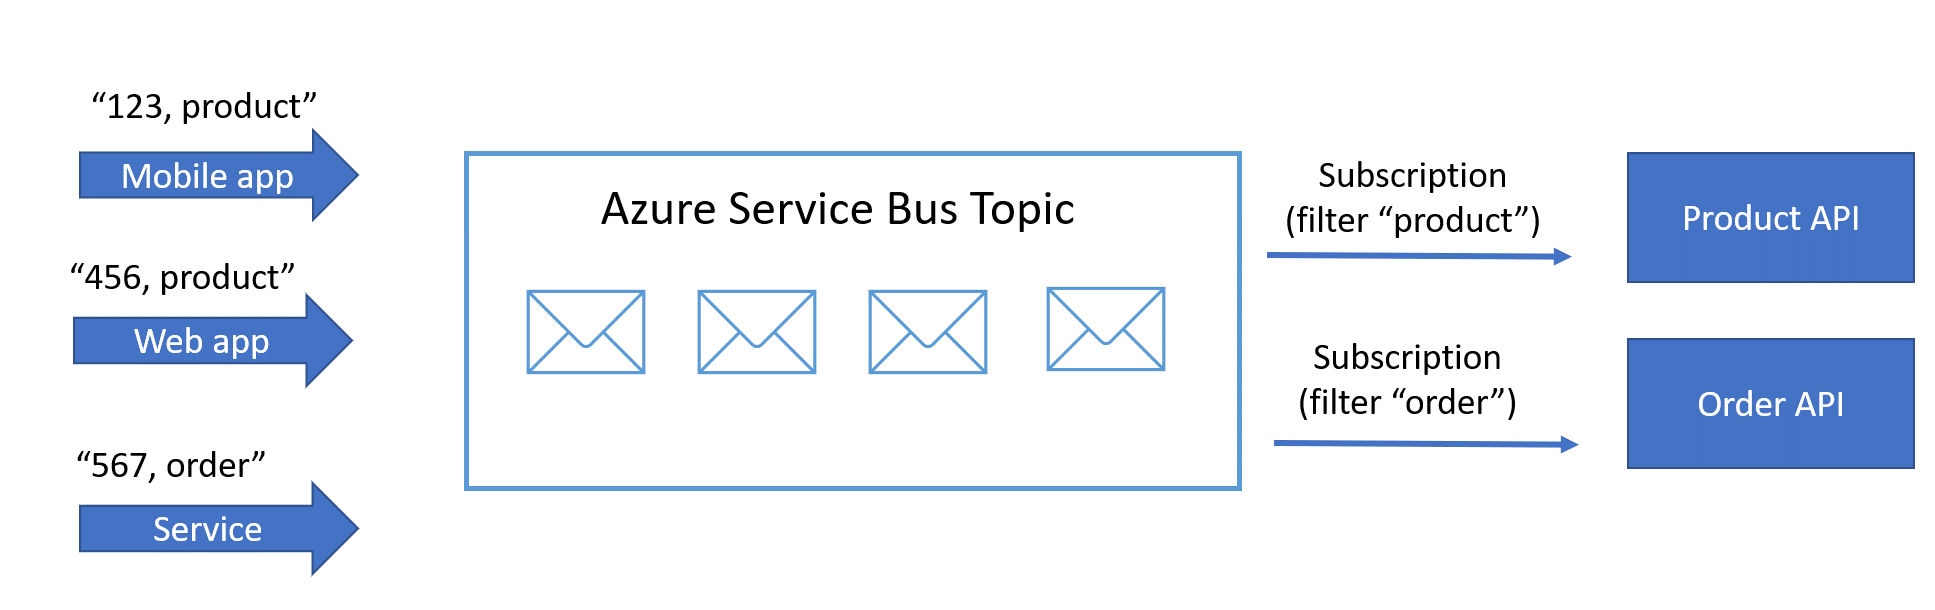 “123, product”
Mobile app
“456, product”
Web app
“567, order”
Service
Azure Service Bus Topic
Subscription
(filter “product”)
Subscription
(filter “order”)
Product API
Order API